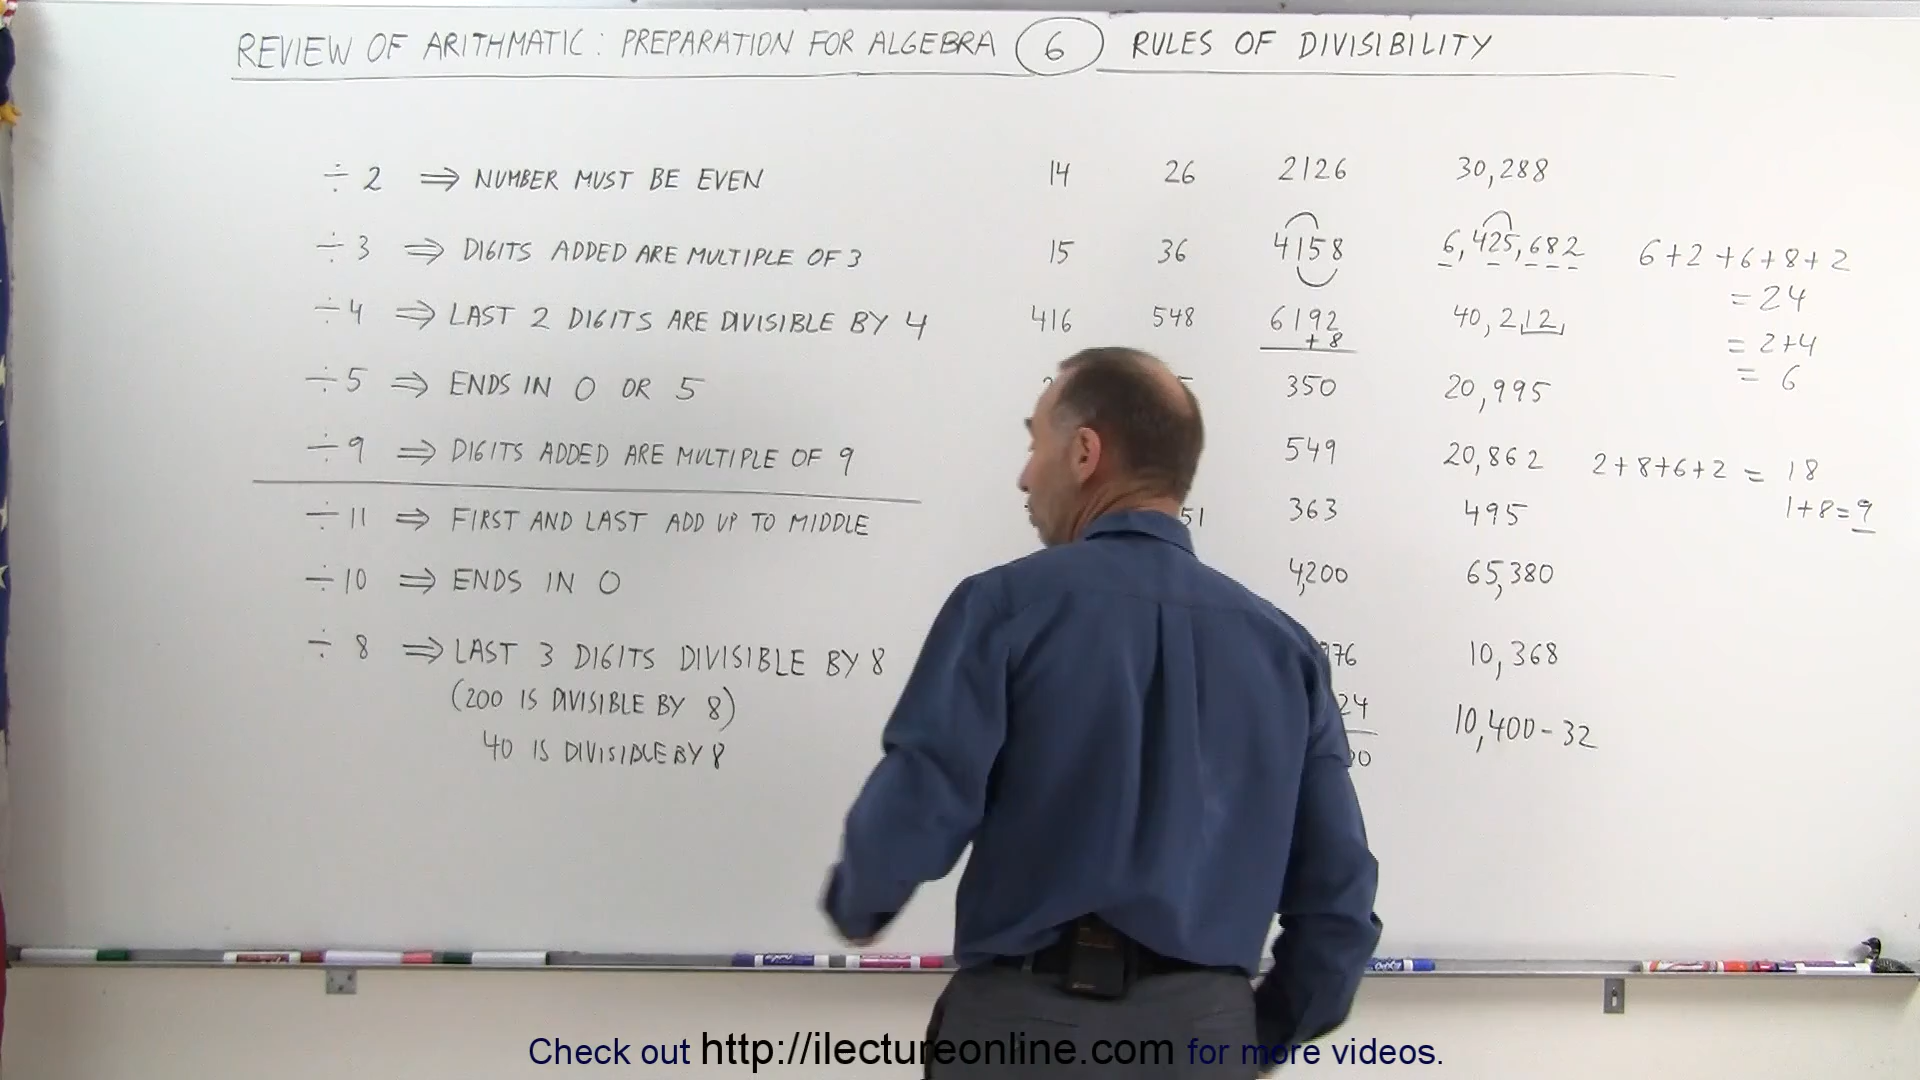 REVIEW OF ARITHMATIC: PREPARATION FOR ALGEBRA 6 RULES OF DIVISIBILITY
÷ 2 ⇒ NUMBER MUST BE EVEN 14 26 2126 30,288
÷ 3 ⇒ DIGITS ADDED ARE MULTIPLE OF 3 15 36 4158 6,425,682 6+2+6+8+2
= 24
= 2+4
= 6
÷ 4 ⇒ LAST 2 DIGITS ARE DIVISIBLE BY 4 416 548 6192 40,212
+ 8
÷ 5 ⇒ ENDS IN 0 OR 5 350 20,995
÷ 9 ⇒ DIGITS ADDED ARE MULTIPLE OF 9 549 20,862 2+8+6+2 = 18
1+8=9
÷ 11 ⇒ FIRST AND LAST ADD UP TO MIDDLE 363 495
÷ 10 ⇒ ENDS IN 0 4,200 65,380
÷ 8 ⇒ LAST 3 DIGITS DIVISIBLE BY 8 10,368
(200 IS DIVISIBLE BY 8) 24 10,400-32
40 IS DIVISIBLE BY 8
Check out http://ilectureonline.com for more videos.